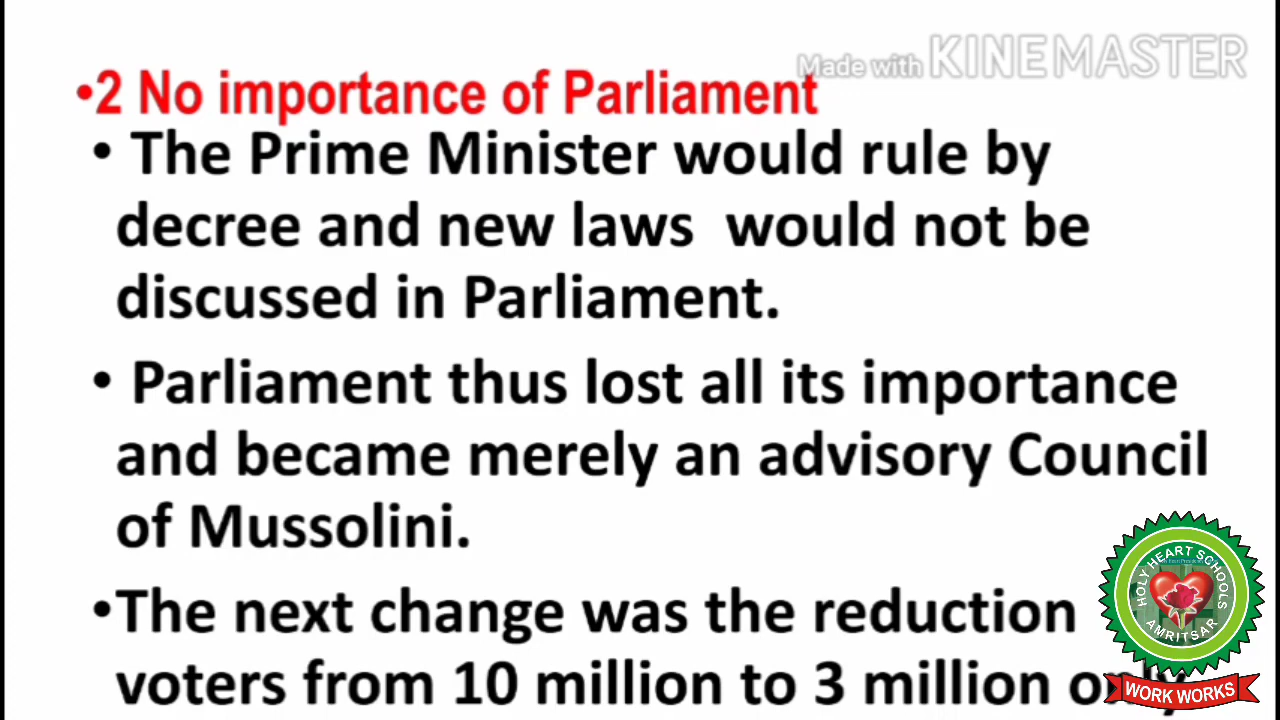 Made with KINEMASTER
•2 No importance of Parliament
• The Prime Minister would rule by
decree and new laws would not be
discussed in Parliament.
• Parliament thus lost all its importance
and became merely an advisory Council
of Mussolini.
•The next change was the reduction
voters from 10 million to 3 million only
HOLY HEART SCHOOLS
AMRITSAR
WORK WORKS